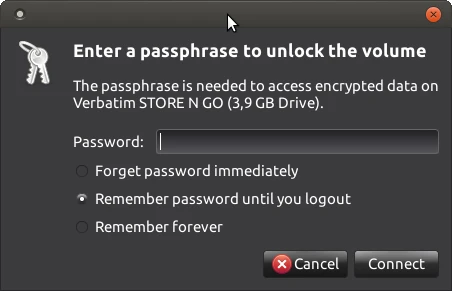 Enter a passphrase to unlock the volume
The passphrase is needed to access encrypted data on
Verbatim STORE N GO (3,9 GB Drive).
Password:
Forget password immediately
Remember password until you logout
Remember forever
Cancel Connect